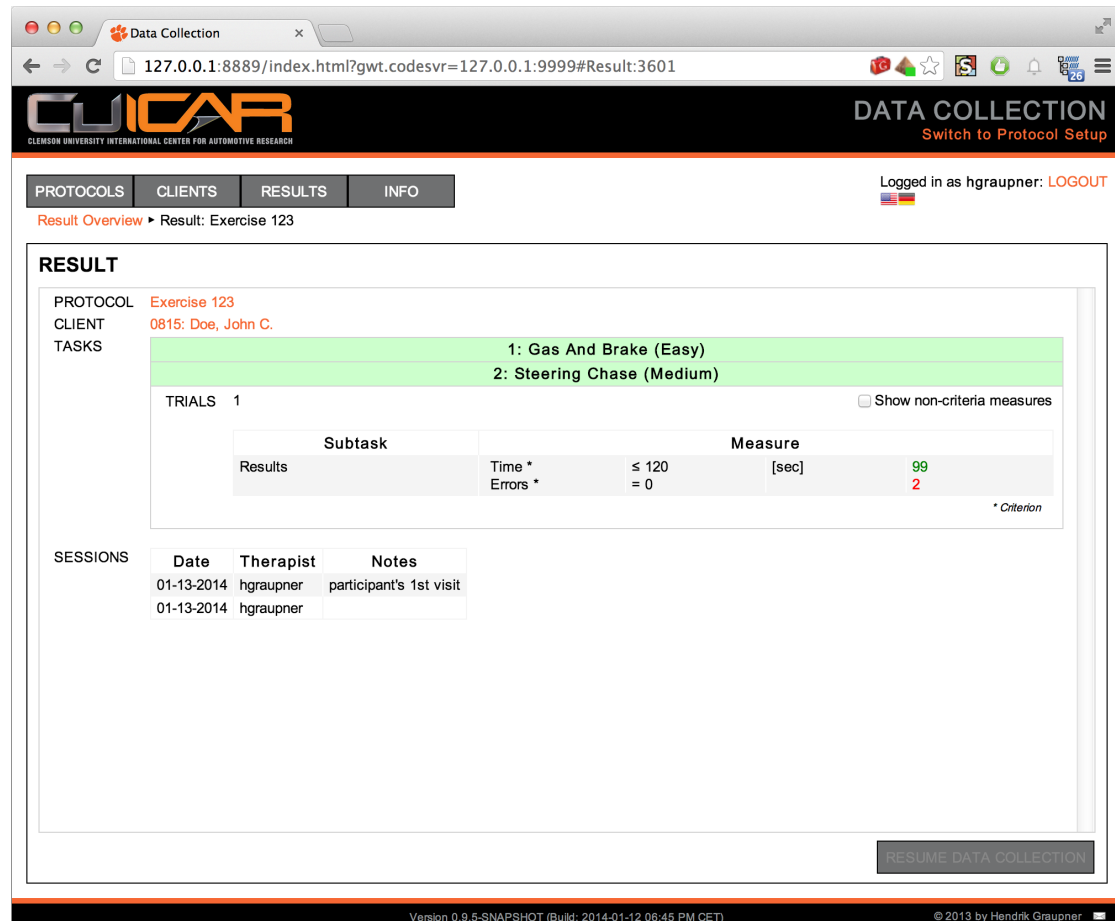 Data Collection
127.0.0.1:8889/index.html?gwt.codesvr=127.0.0.1:9999#Result:3601
26
CUICAR
CLEMSON UNIVERSITY INTERNATIONAL CENTER FOR AUTOMOTIVE RESEARCH
DATA COLLECTION
Switch to Protocol Setup
PROTOCOLS CLIENTS RESULTS INFO
Logged in as hgraupner: LOGOUT
Result Overview ▸ Result: Exercise 123
RESULT
PROTOCOL Exercise 123
CLIENT 0815: Doe, John C.
TASKS
1: Gas And Brake (Easy)
2: Steering Chase (Medium)
TRIALS 1 Show non-criteria measures
Subtask Measure
Results Time * ≤ 120 [sec] 99
Errors * = 0 2
* Criterion
SESSIONS
Date Therapist Notes
01-13-2014 hgraupner participant's 1st visit
01-13-2014 hgraupner
RESUME DATA COLLECTION
Version 0.9.5-SNAPSHOT (Build: 2014-01-12 06:45 PM CET)
© 2013 by Hendrik Graupner